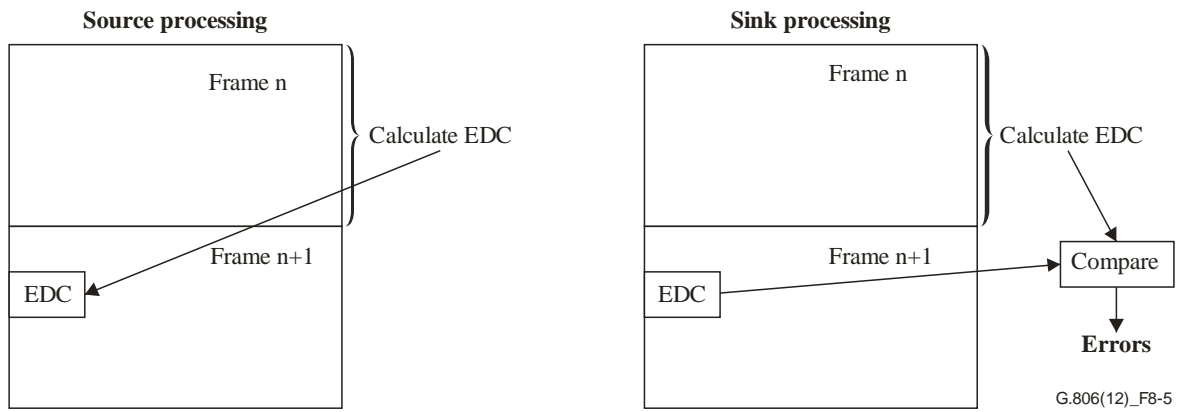 Source processing
Frame n
Calculate EDC
Frame n+1
EDC
Sink processing
Frame n
Calculate EDC
Frame n+1
EDC
Compare
Errors
G.806(12)_F8-5